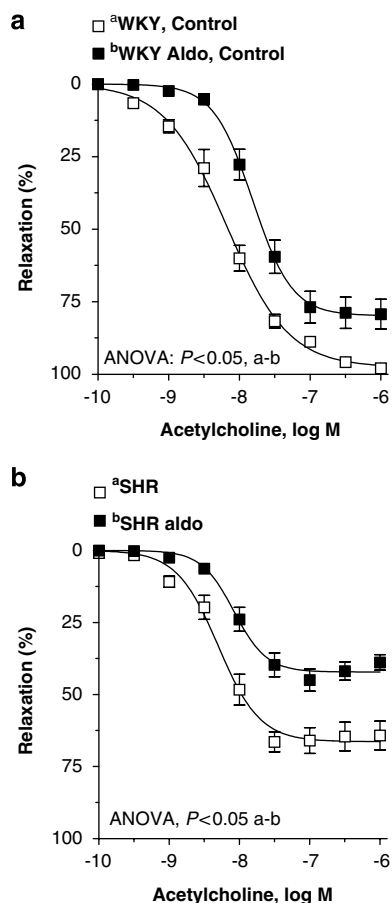 a
ᵃWKY, Control
ᵇWKY Aldo, Control
0
25
50
75
100
Relaxation (%)
ANOVA: P<0.05, a-b
-10 -9 -8 -7 -6
Acetylcholine, log M
b
ᵃSHR
ᵇSHR aldo
0
25
50
75
100
Relaxation (%)
ANOVA, P<0.05 a-b
-10 -9 -8 -7 -6
Acetylcholine, log M